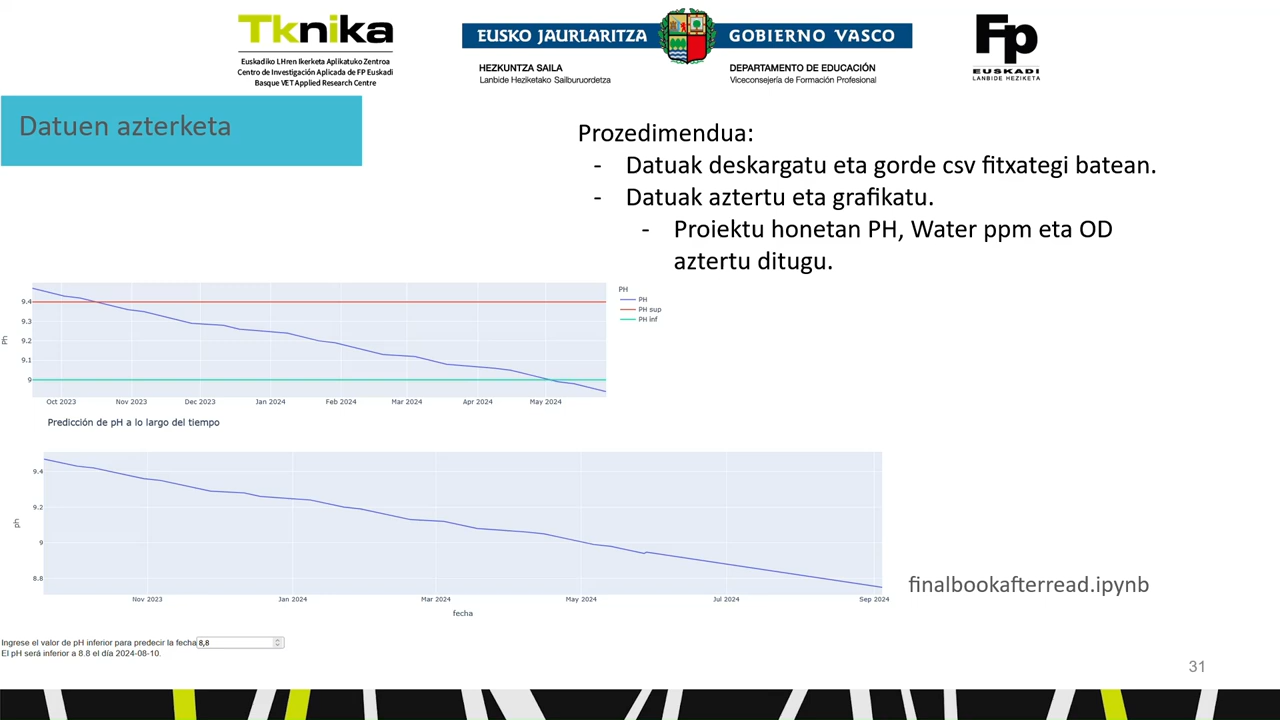 Tknika
Euskadiko LHren Ikerketa Aplikatuko Zentroa
Centro de Investigación Aplicada de FP Euskadi
Basque VET Applied Research Centre
EUSKO JAURLARITZA
GOBIERNO VASCO
HEZKUNTZA SAILA
Lanbide Heziketako Sailburuordetza
DEPARTAMENTO DE EDUCACIÓN
Viceconsejería de Formación Profesional
Fp
EUSKADI
LANBIDE HEZIKETA
Datuen azterketa
Prozedimendua:
- Datuak deskargatu eta gorde csv fitxategi batean.
- Datuak aztertu eta grafikatu.
- Proiektu honetan PH, Water ppm eta OD
aztertu ditugu.
PH
PH
PH sup
PH inf
Ph
9.4
9.3
9.2
9.1
9
Oct 2023 Nov 2023 Dec 2023 Jan 2024 Feb 2024 Mar 2024 Apr 2024 May 2024
Predicción de pH a lo largo del tiempo
ph
9.4
9.2
9
8.8
Nov 2023 Jan 2024 Mar 2024 May 2024 Jul 2024 Sep 2024
fecha
finalbookafterread.ipynb
Ingrese el valor de pH inferior para predecir la fecha 8,8
El pH será inferior a 8.8 el día 2024-08-10.
31